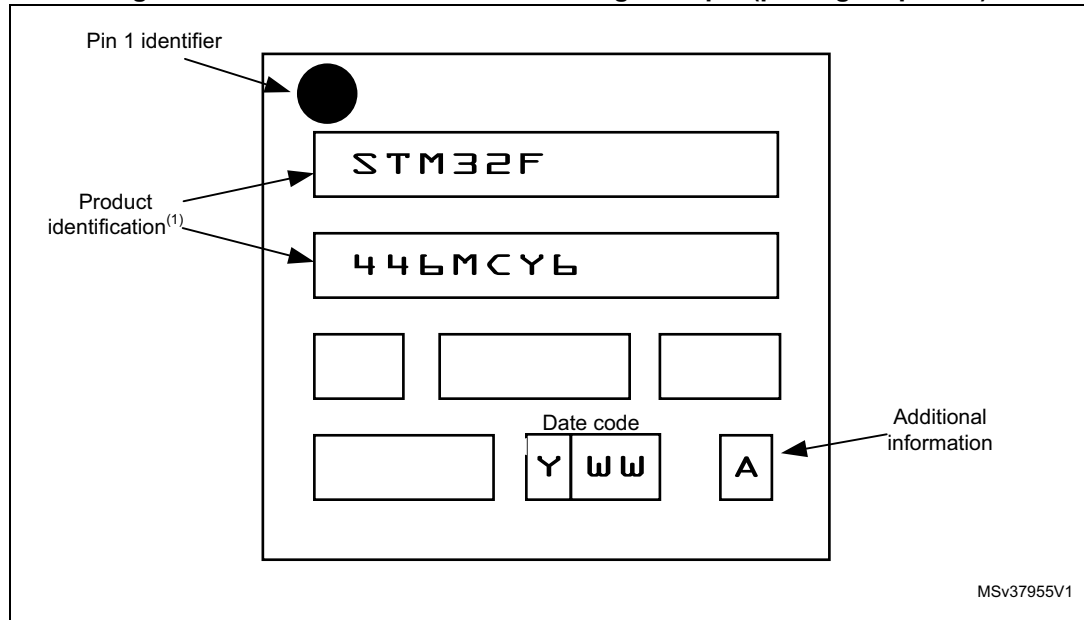 Pin 1 identifier
STM32F
Product
identification(1)
446MCY6
Date code
Y WW
A
Additional
information
MSv37955V1